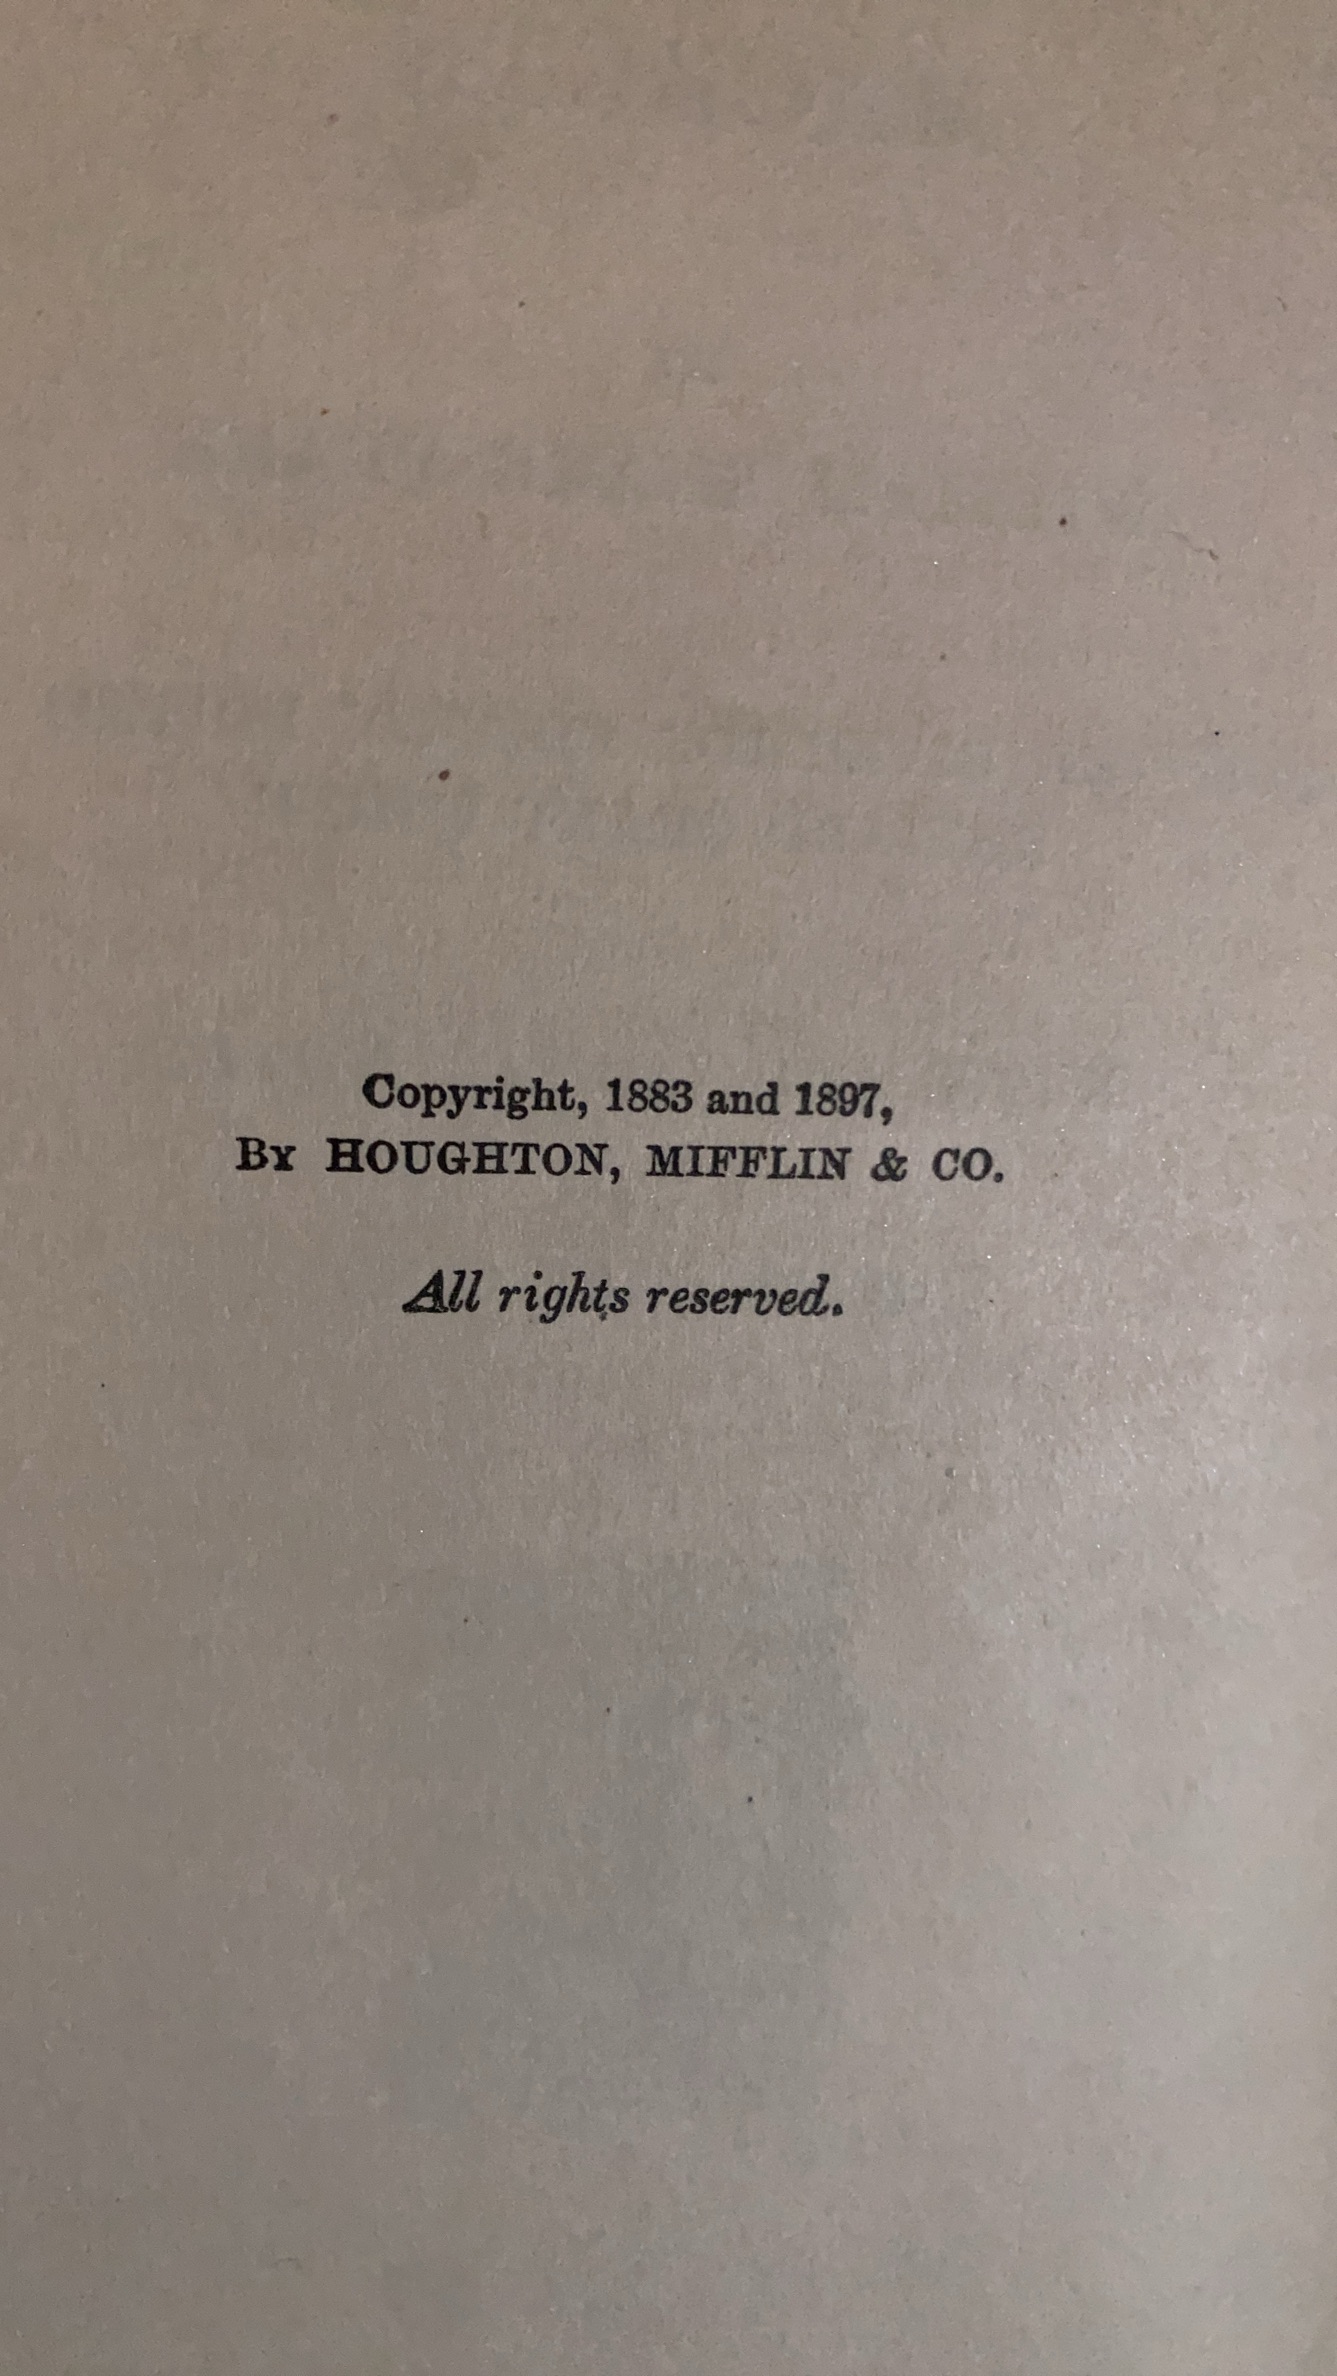 Copyright, 1883 and 1897,
By HOUGHTON, MIFFLIN & CO.
All rights reserved.